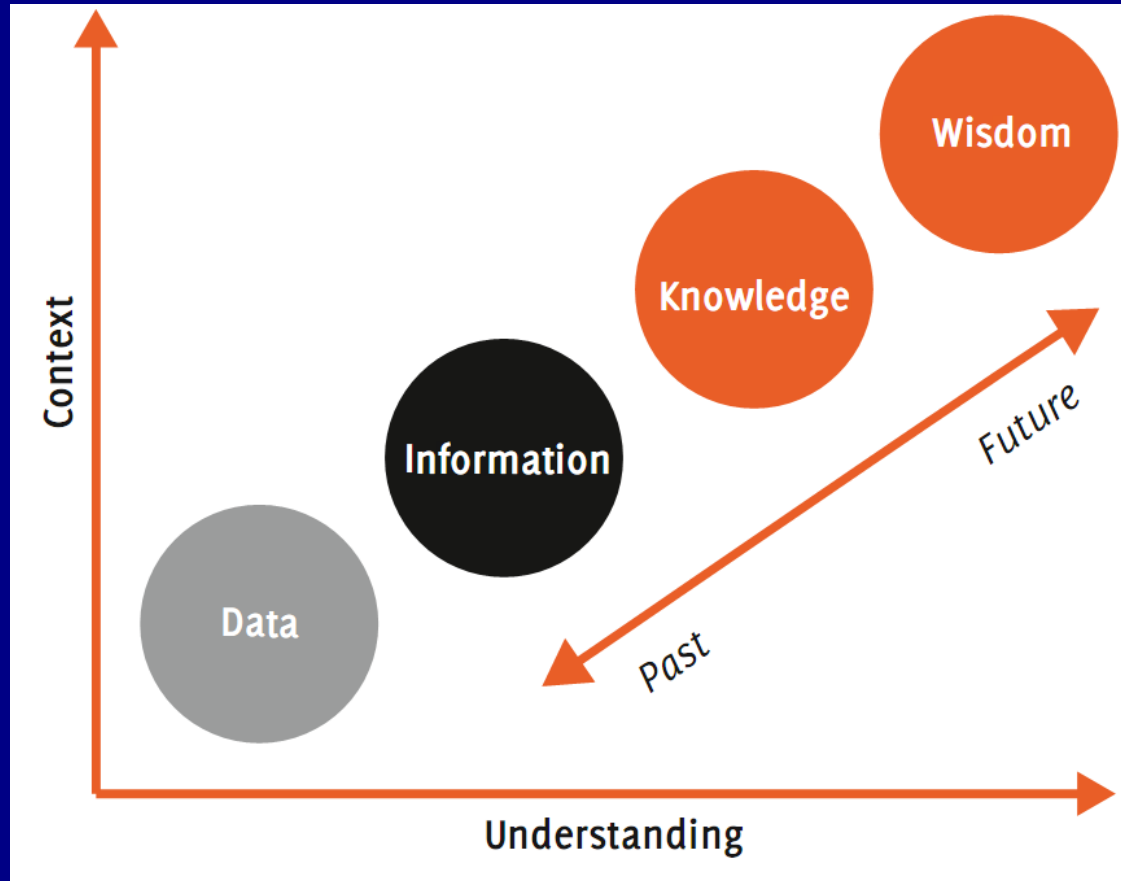 Wisdom
Knowledge
Context
Information
Future
Data
Past
Understanding